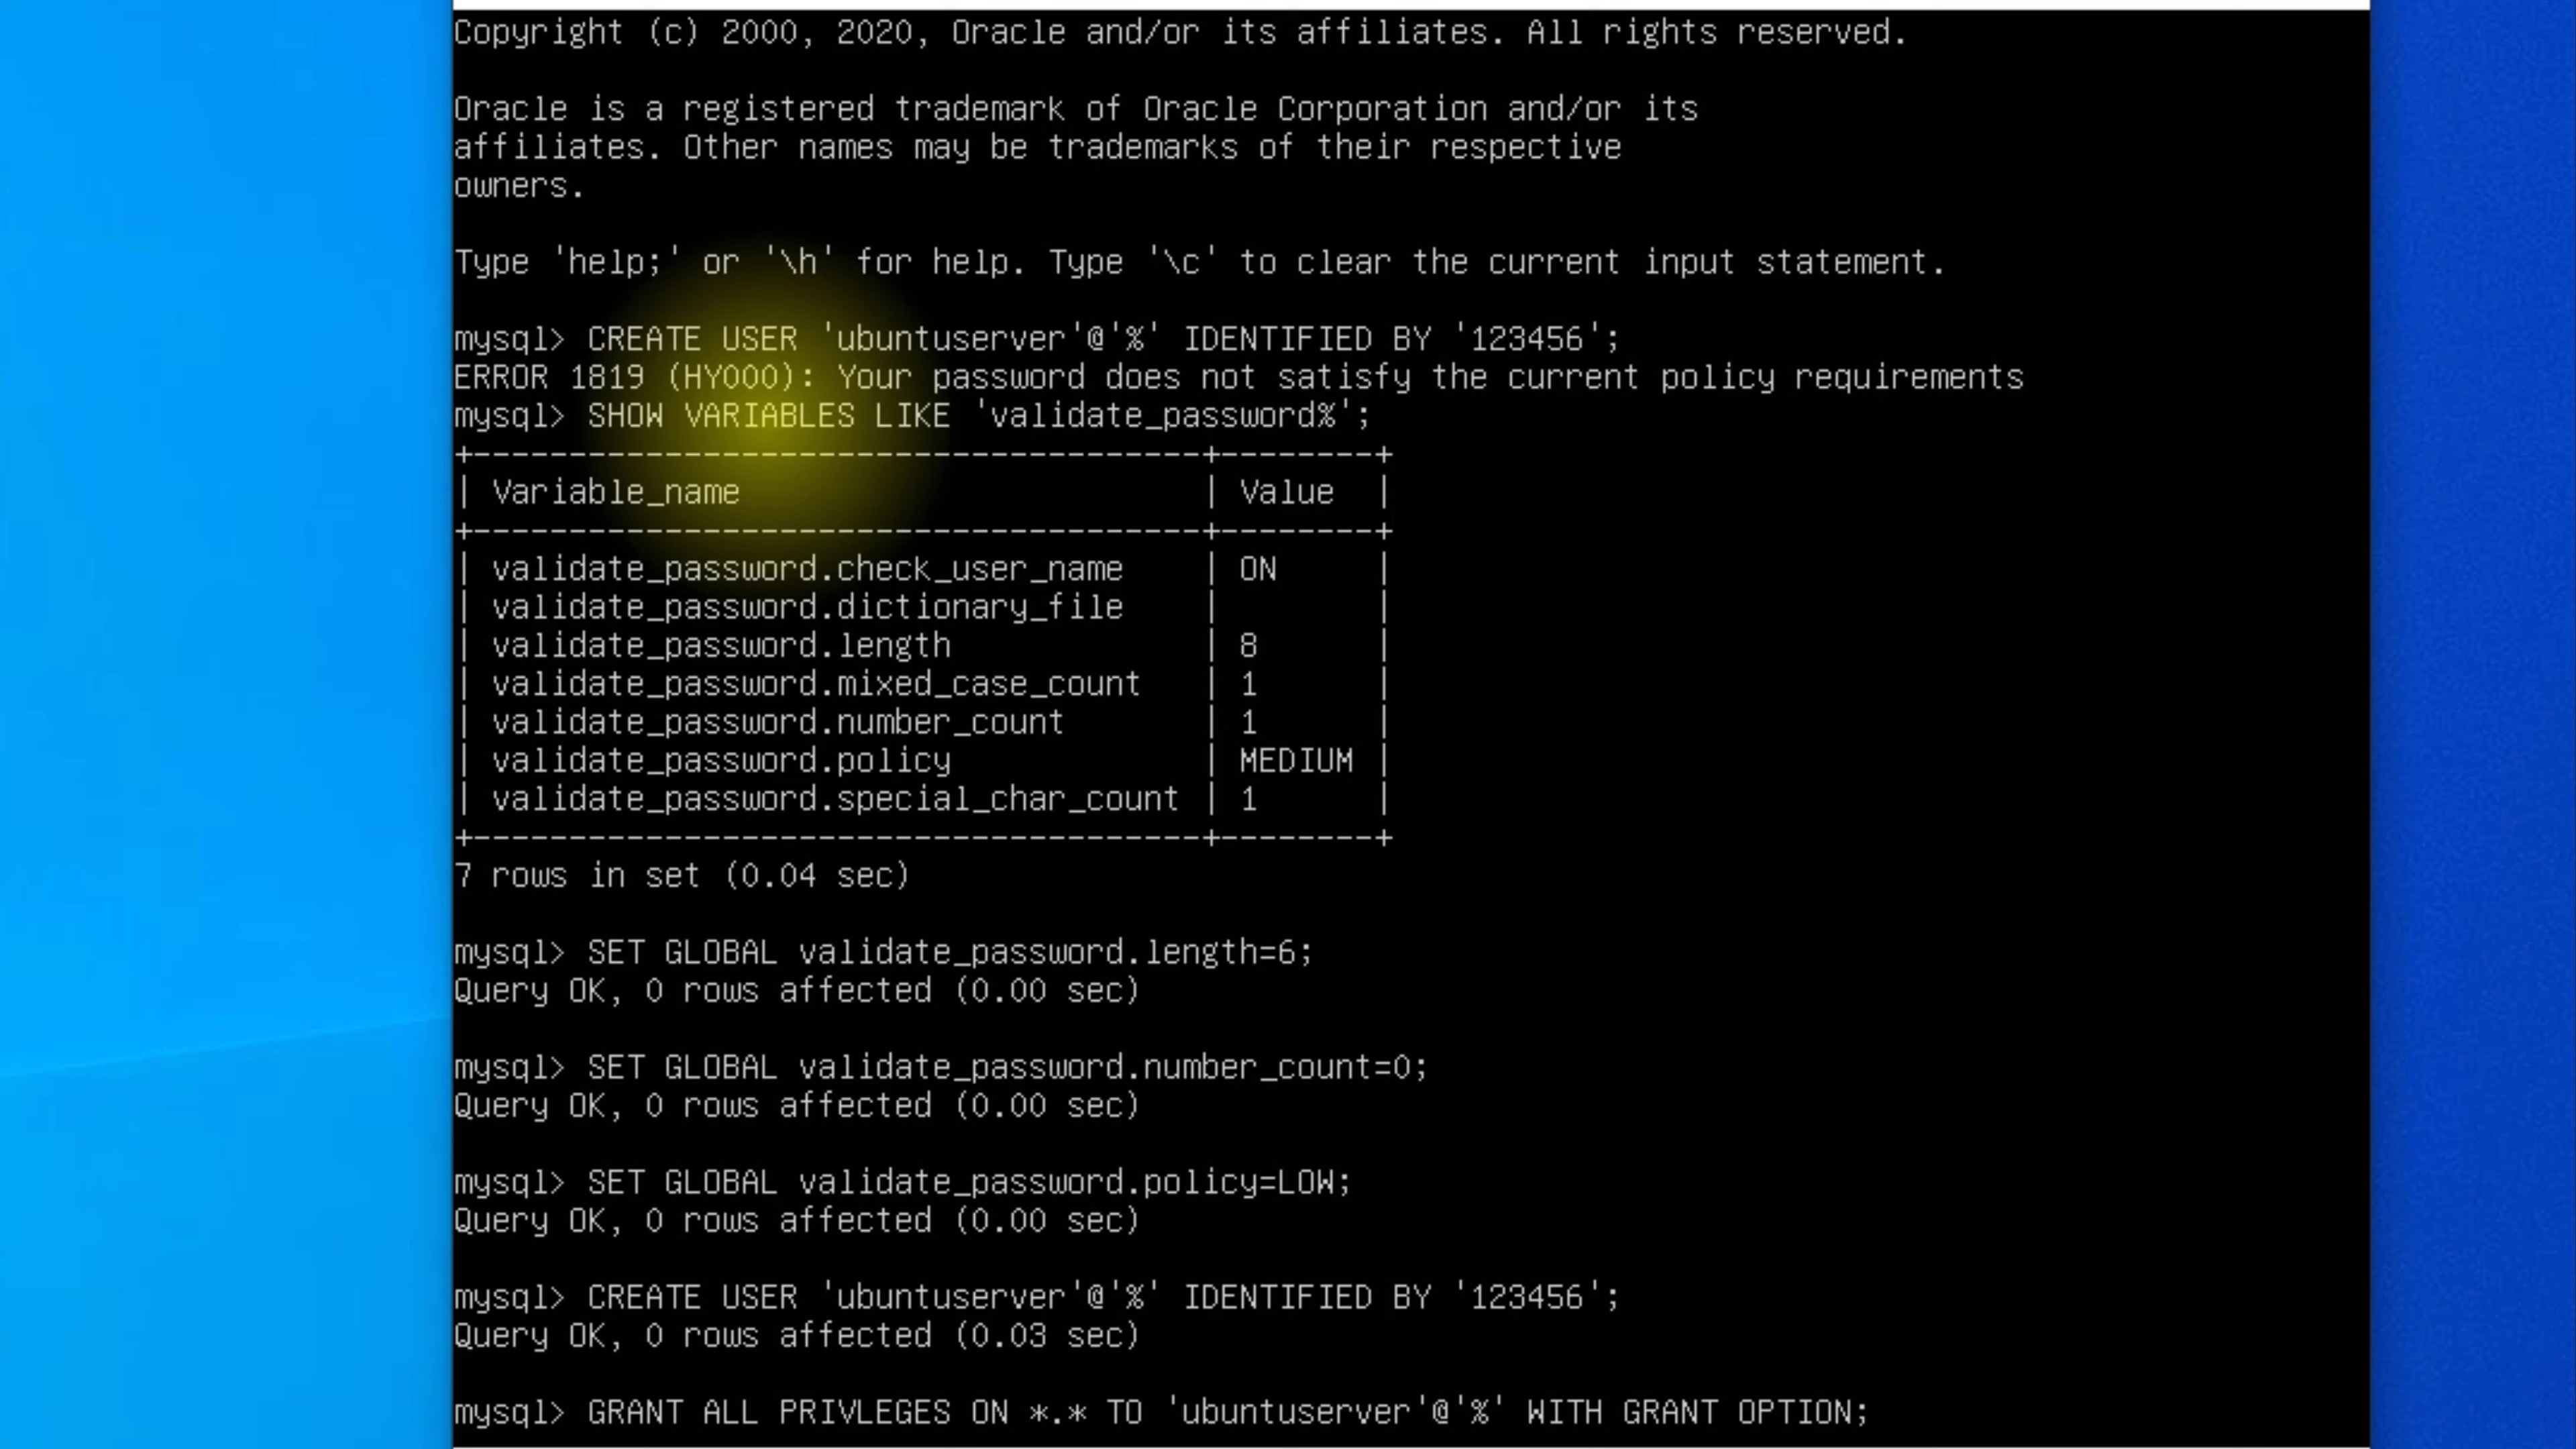 Copyright (c) 2000, 2020, Oracle and/or its affiliates. All rights reserved.
Oracle is a registered trademark of Oracle Corporation and/or its
affiliates. Other names may be trademarks of their respective
owners.
Type 'help;' or '\h' for help. Type '\c' to clear the current input statement.
mysql> CREATE USER 'ubuntuserver'@'%' IDENTIFIED BY '123456';
ERROR 1819 (HY000): Your password does not satisfy the current policy requirements
mysql> SHOW VARIABLES LIKE 'validate_password%';
+--------------------------------------+--------+
| Variable_name                        | Value  |
+--------------------------------------+--------+
| validate_password.check_user_name    | ON     |
| validate_password.dictionary_file    |        |
| validate_password.length             | 8      |
| validate_password.mixed_case_count   | 1      |
| validate_password.number_count       | 1      |
| validate_password.policy             | MEDIUM |
| validate_password.special_char_count | 1      |
+--------------------------------------+--------+
7 rows in set (0.04 sec)
mysql> SET GLOBAL validate_password.length=6;
Query OK, 0 rows affected (0.00 sec)
mysql> SET GLOBAL validate_password.number_count=0;
Query OK, 0 rows affected (0.00 sec)
mysql> SET GLOBAL validate_password.policy=LOW;
Query OK, 0 rows affected (0.00 sec)
mysql> CREATE USER 'ubuntuserver'@'%' IDENTIFIED BY '123456';
Query OK, 0 rows affected (0.03 sec)
mysql> GRANT ALL PRIVLEGES ON *.* TO 'ubuntuserver'@'%' WITH GRANT OPTION;